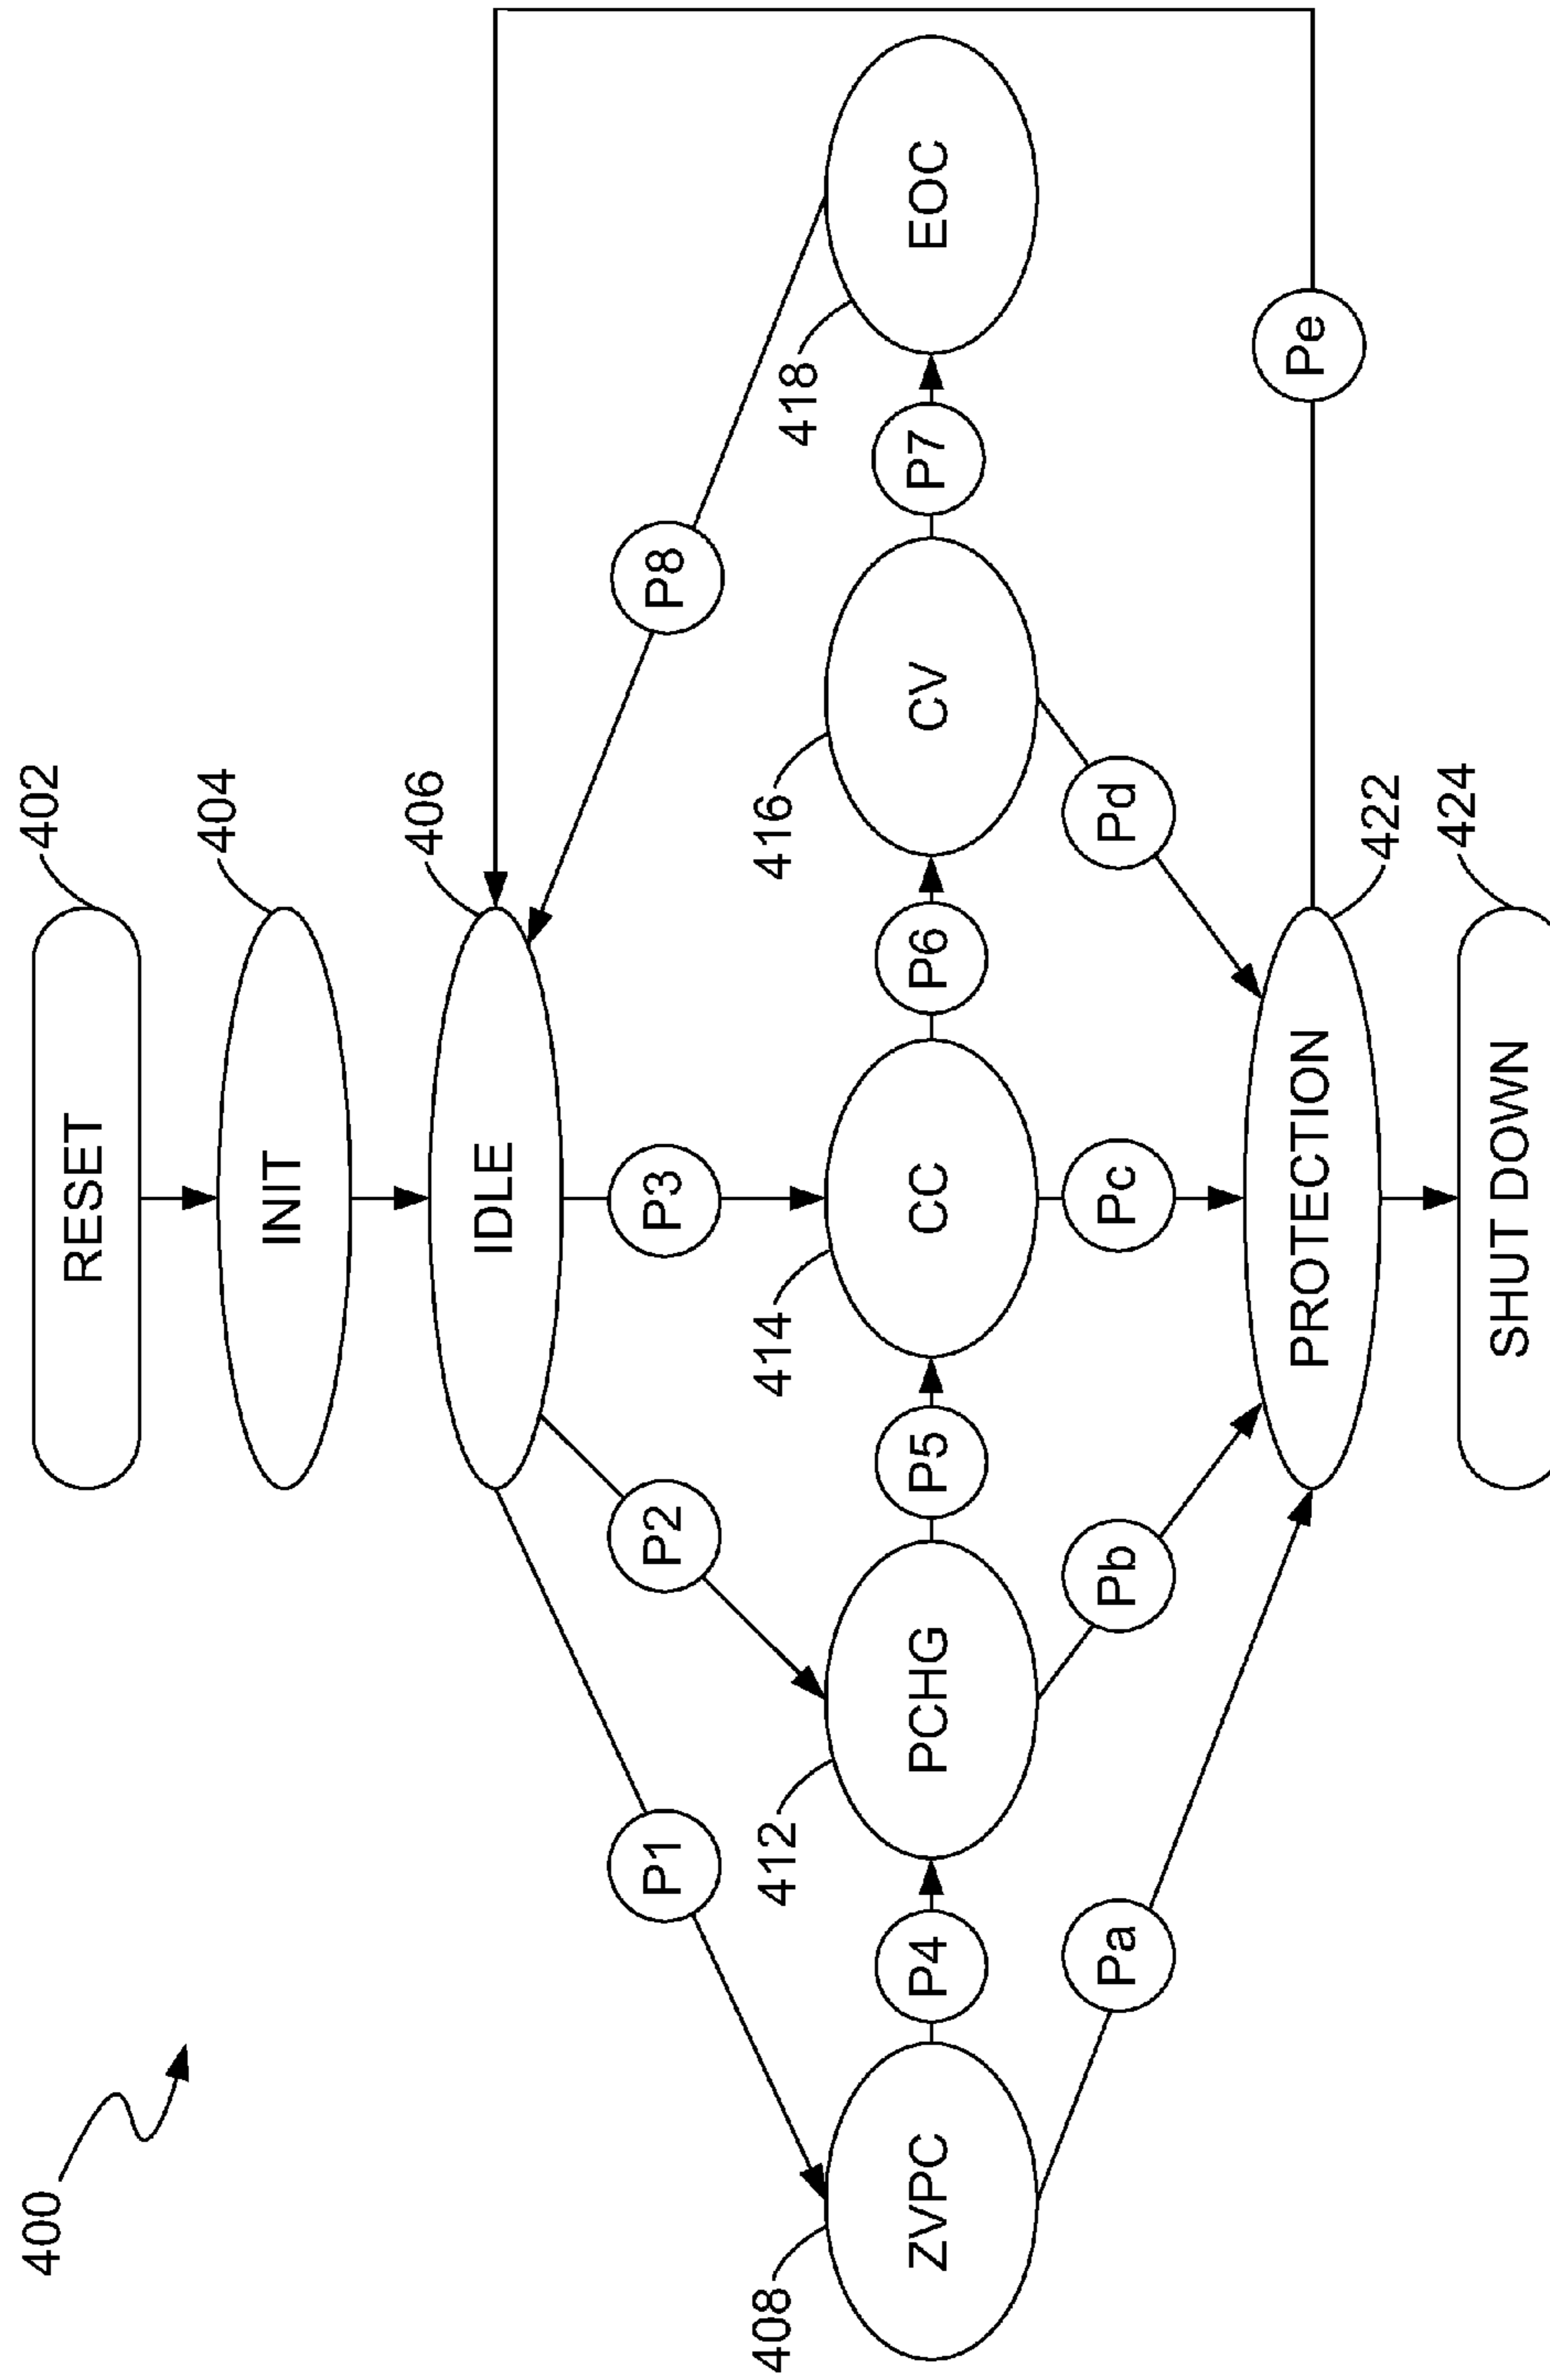 400
RESET
402
INIT
404
IDLE
406
P1
P2
P3
P8
408
ZVPC
P4
412
PCHG
P5
414
CC
P6
416
CV
P7
418
EOC
Pa
Pb
Pc
Pd
Pe
PROTECTION
422
SHUT DOWN
424